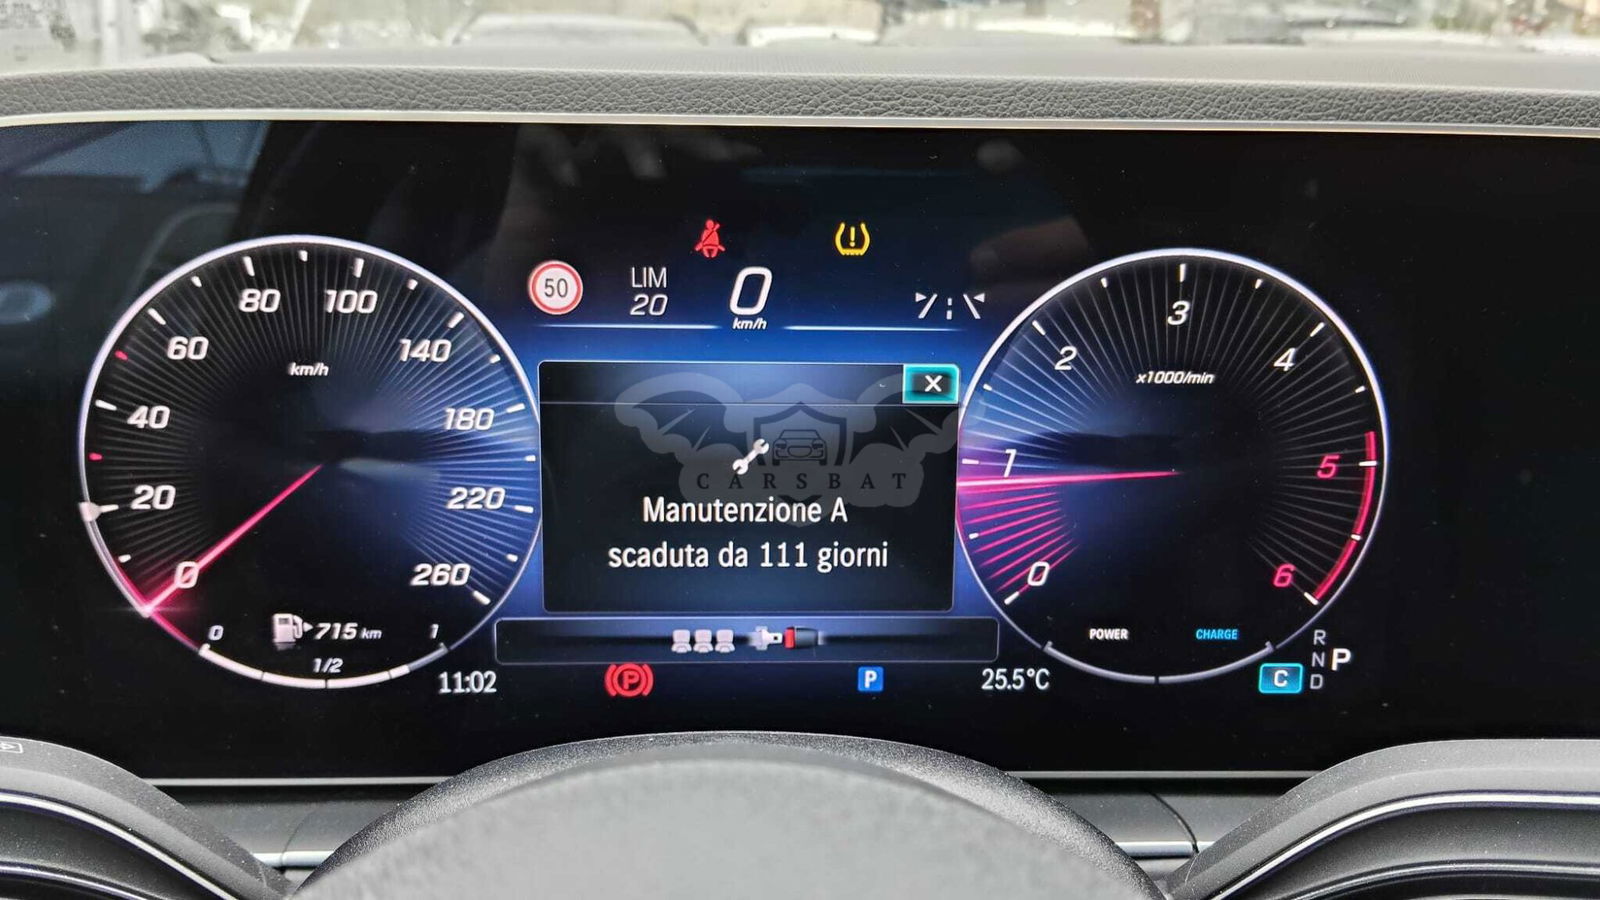 50
LIM
20
0
km/h
0
20
40
60
80
100
140
180
220
260
km/h
0
715 km
1
1/2
X
CARSBAT
Manutenzione A
scaduta da 111 giorni
0
1
2
3
4
5
6
x1000/min
POWER
CHARGE
11:02
P
P
25.5°C
C
R
N
D
P